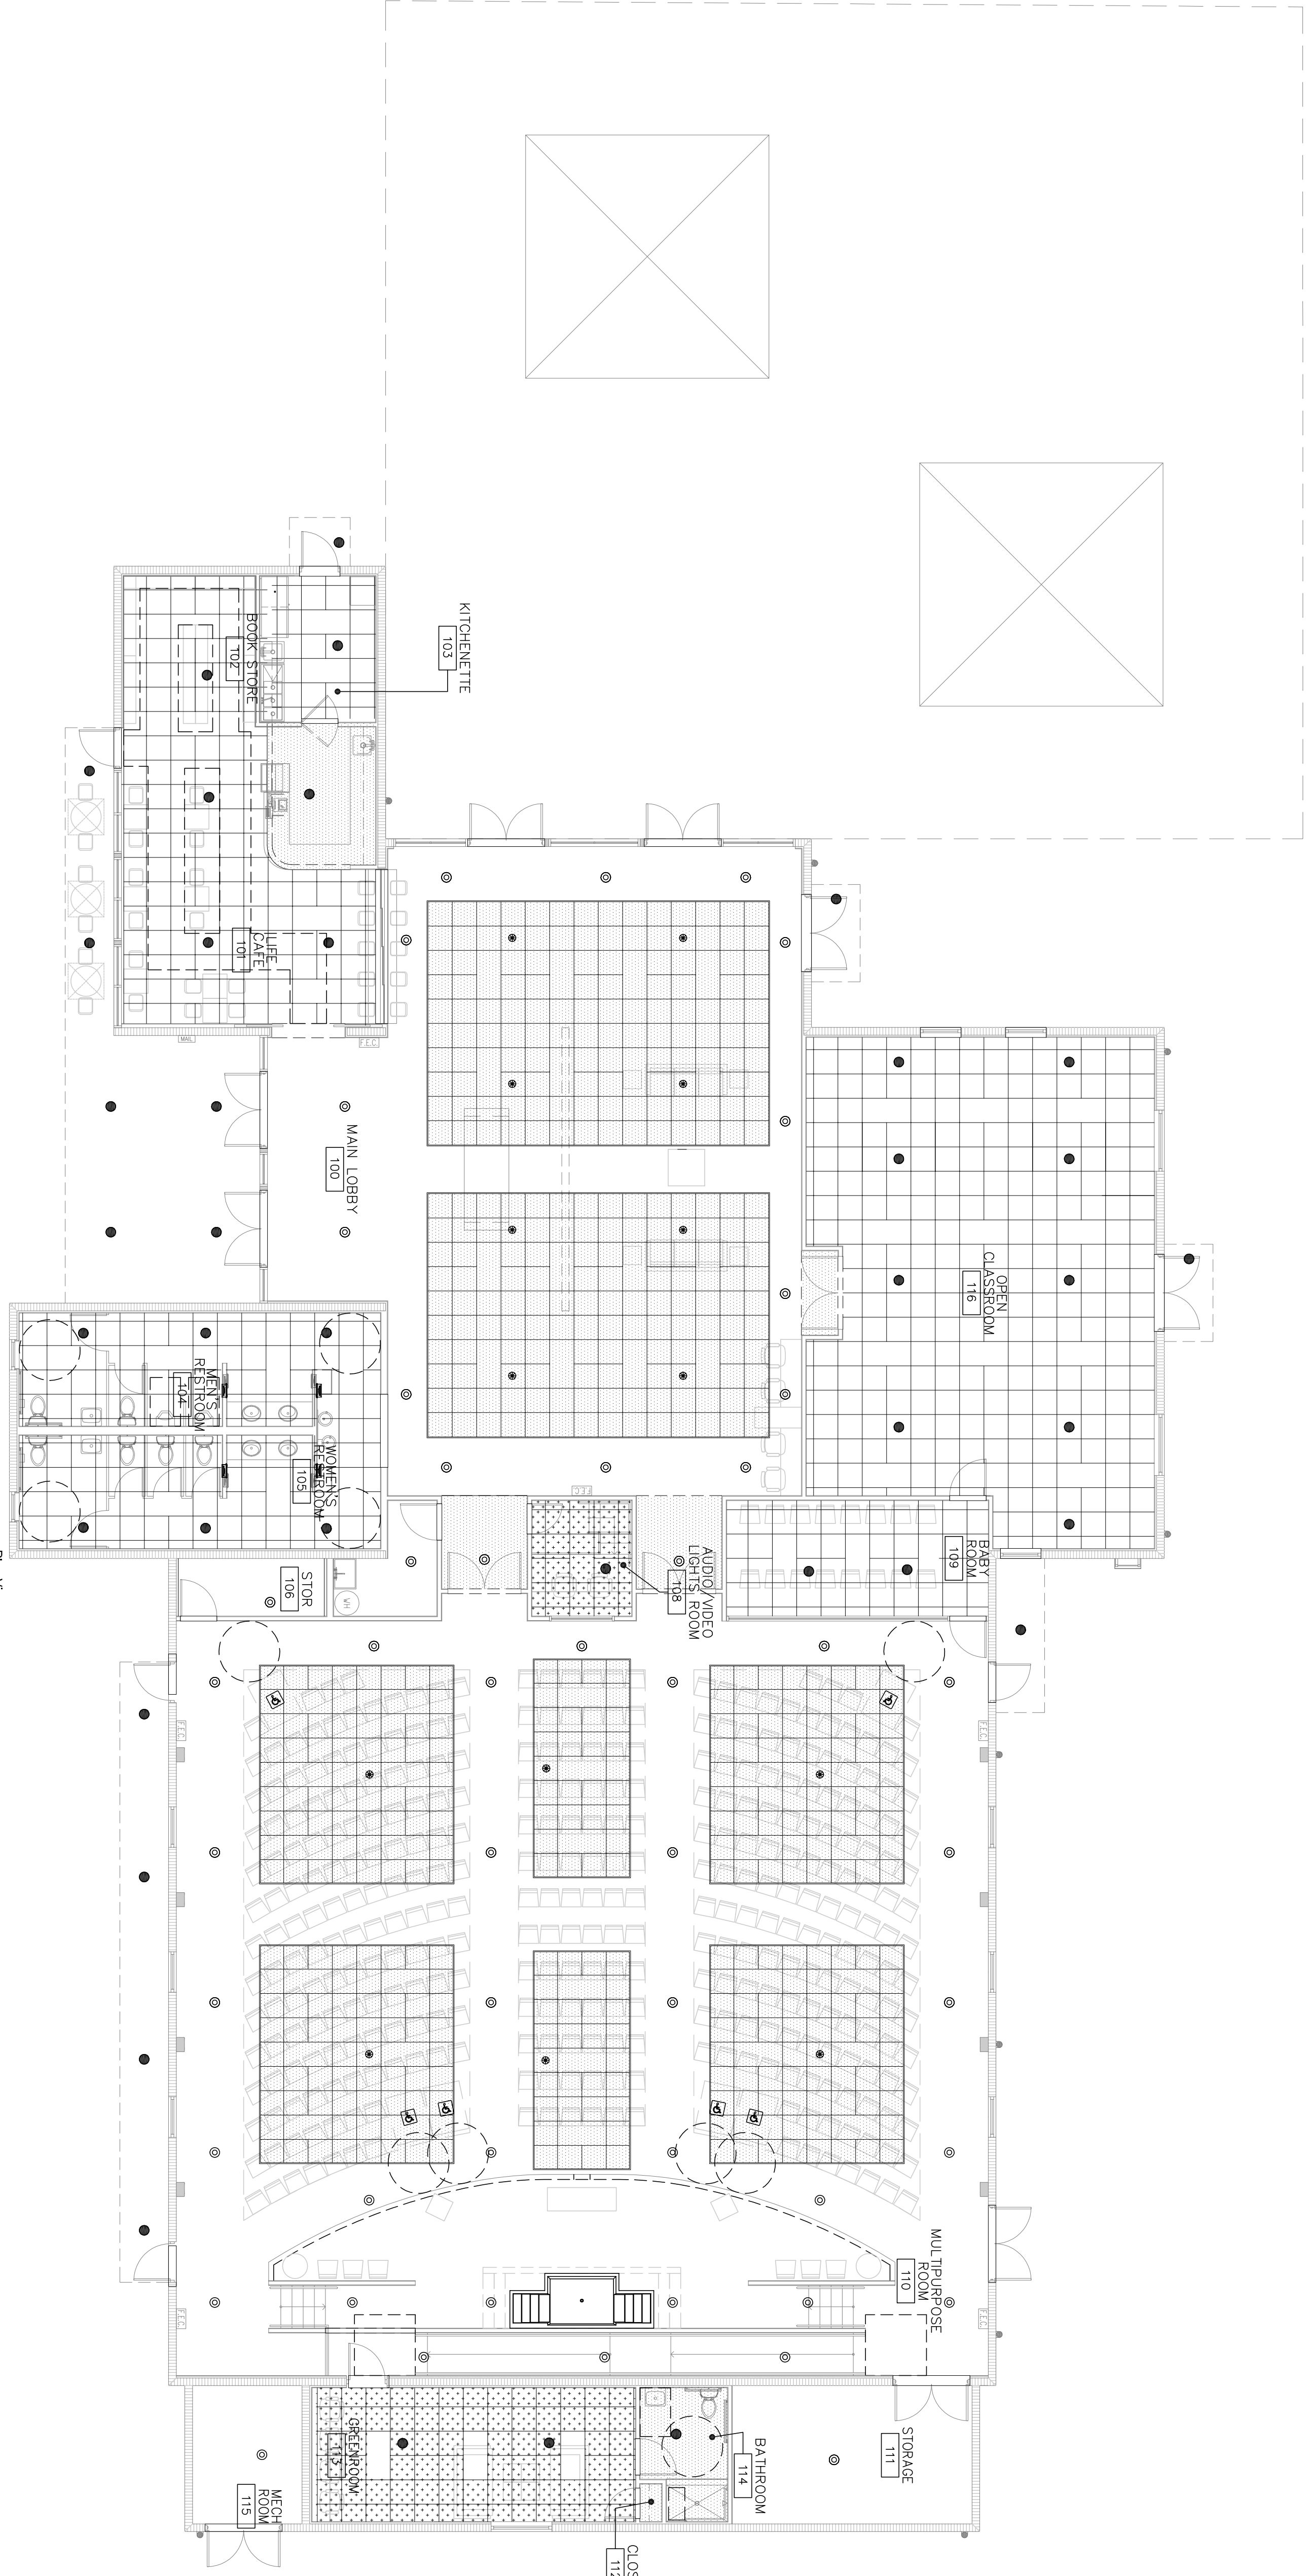 KITCHENETTE
103
BOOK STORE
102
LIFE
CAFE
101
MAIL
F.E.C.
MAIN LOBBY
100
OPEN
CLASSROOM
116
MEN'S
RESTROOM
104
WOMEN'S
RESTROOM
105
F.E.C.
AUDIO/VIDEO
LIGHTS ROOM
108
BABY
ROOM
109
STOR
106
WH
F.E.C.
F.E.C.
MULTIPURPOSE
ROOM
110
F.E.C.
F.E.C.
STORAGE
111
BATHROOM
114
GREENROOM
113
MECH
ROOM
115
CLOS
112